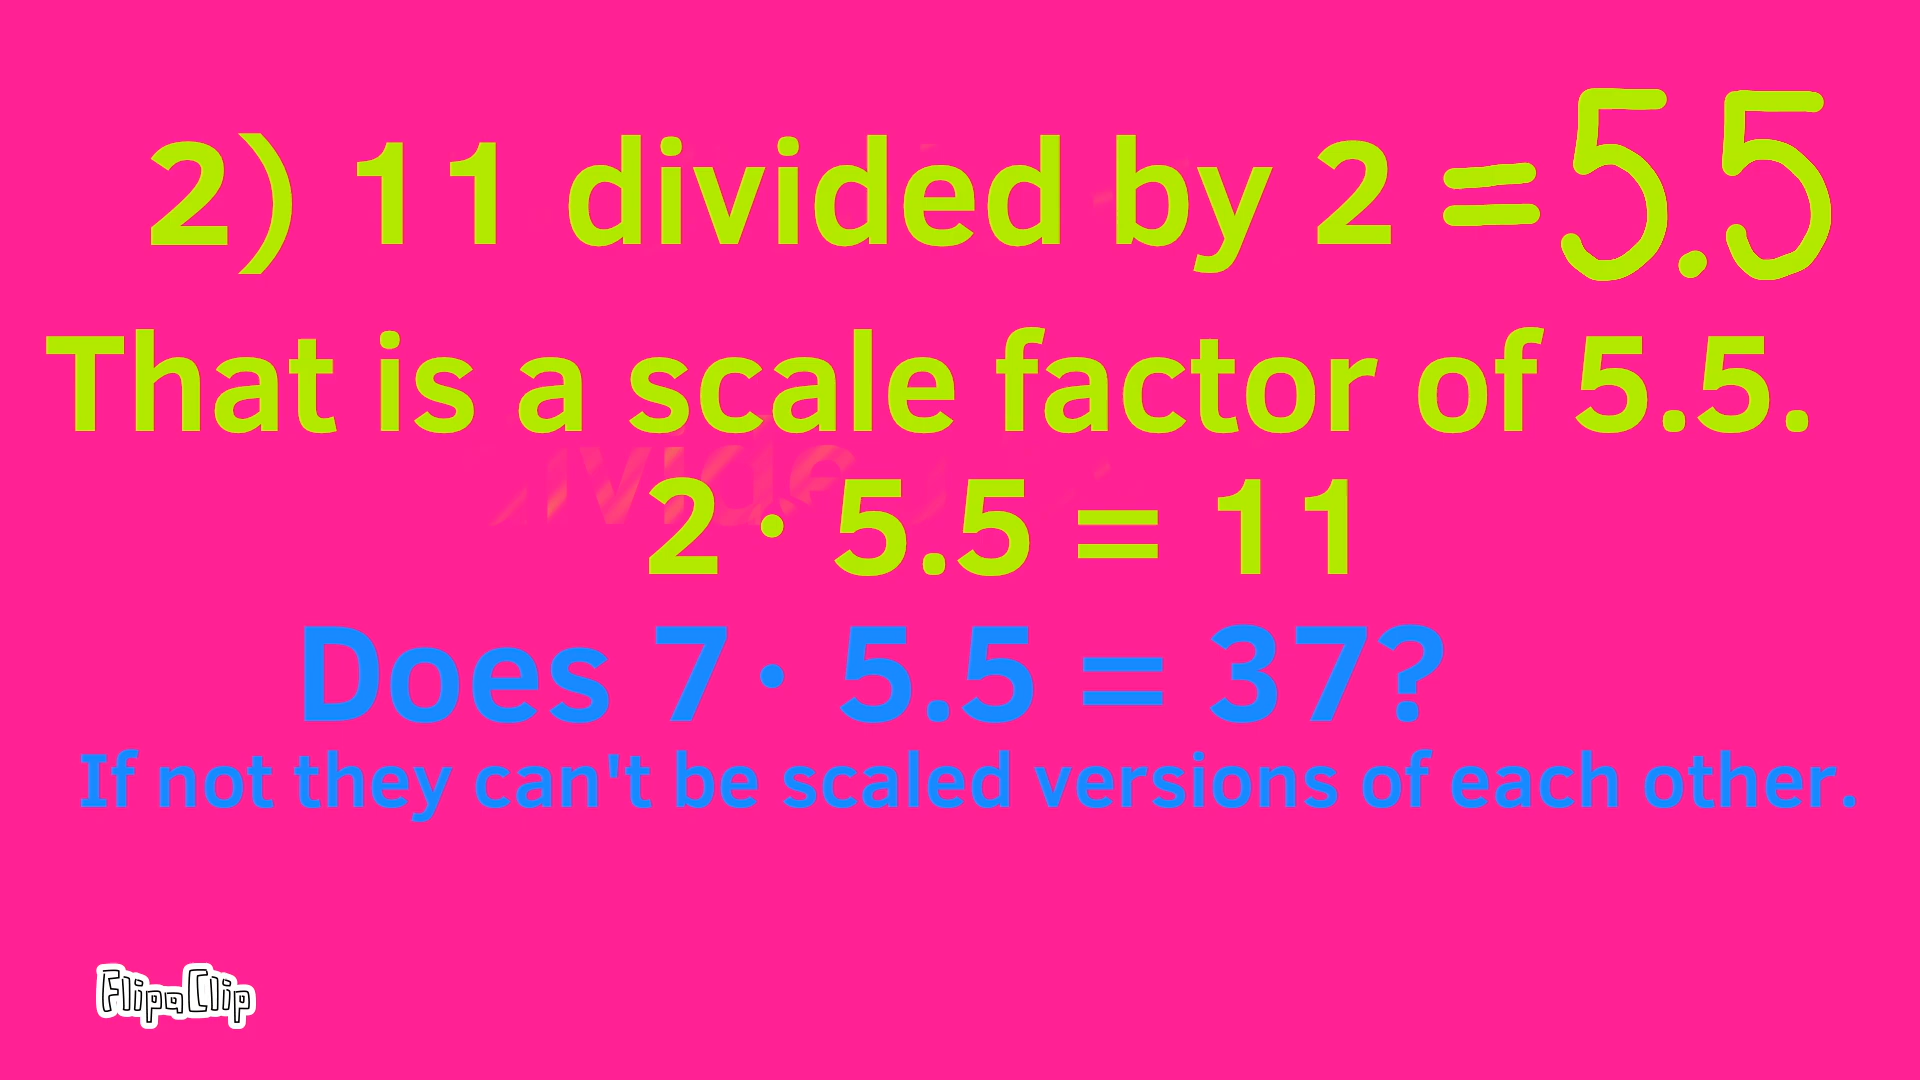 2) 11 divided by 2 = 5.5
That is a scale factor of 5.5.
2 · 5.5 = 11
Does 7 · 5.5 = 37?
If not they can't be scaled versions of each other.
FlipaClip